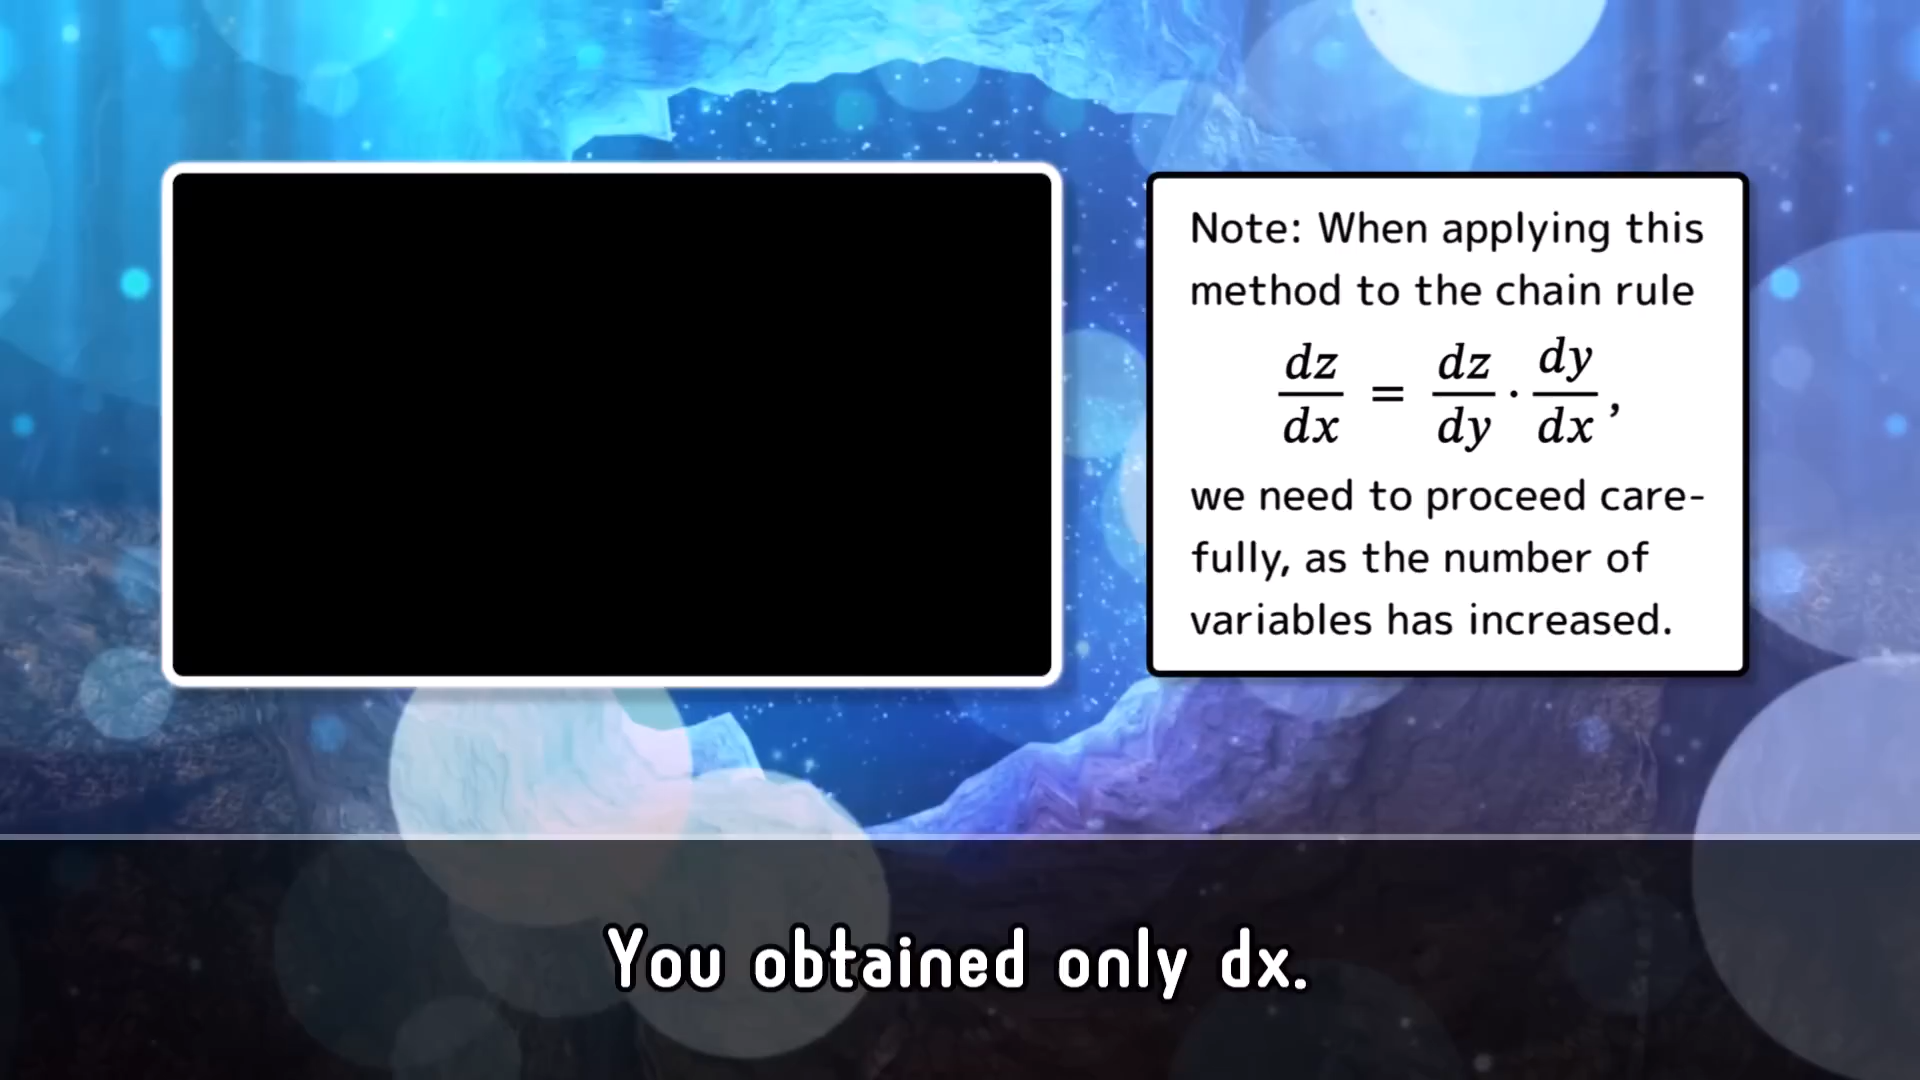 Note: When applying this
method to the chain rule
dz/dx = dz/dy · dy/dx,
we need to proceed care-
fully, as the number of
variables has increased.
You obtained only dx.